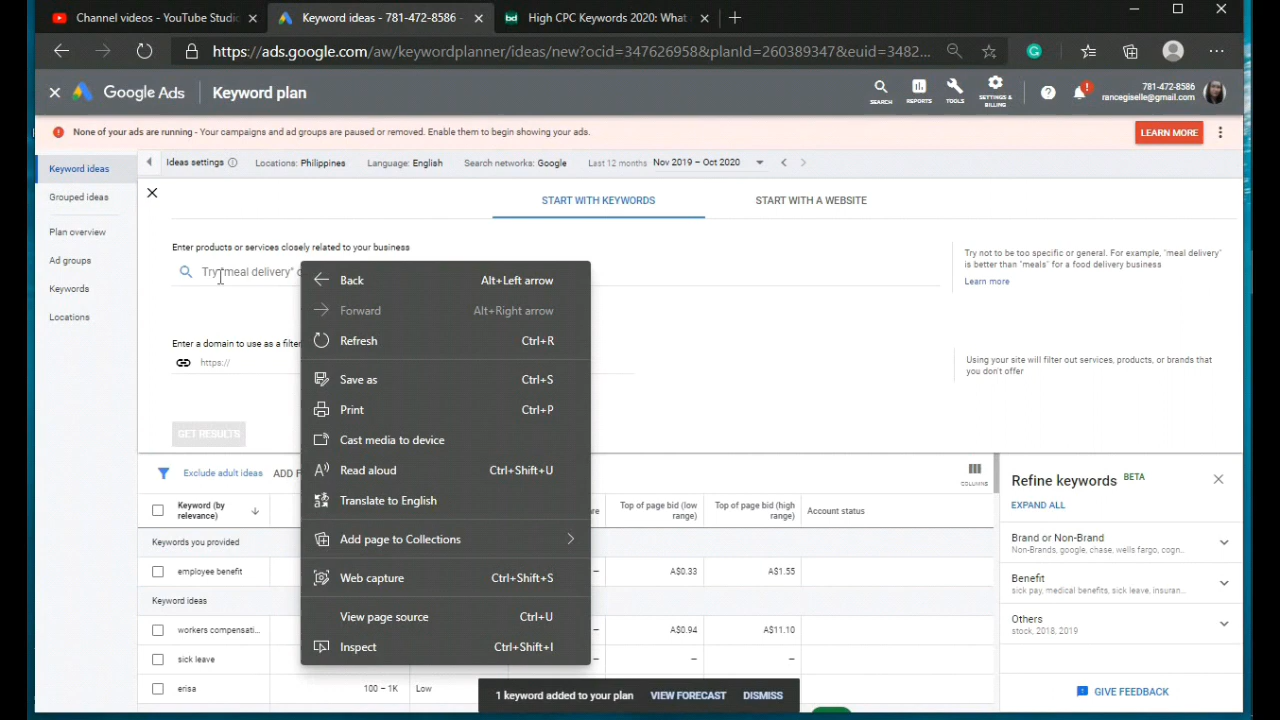 Channel videos - YouTube Studio
Keyword ideas - 781-472-8586 -
High CPC Keywords 2020: What
https://ads.google.com/aw/keywordplanner/ideas/new?ocid=347626958&planId=260389347&euid=3482...
Google Ads
Keyword plan
SEARCH
REPORTS
TOOLS
SETTINGS &
BILLING
781-472-8586
rancegiselle@gmail.com
None of your ads are running - Your campaigns and ad groups are paused or removed. Enable them to begin showing your ads.
LEARN MORE
Keyword ideas
Grouped ideas
Plan overview
Ad groups
Keywords
Locations
Ideas settings
Locations: Philippines
Language: English
Search networks: Google
Last 12 months
Nov 2019 – Oct 2020
START WITH KEYWORDS
START WITH A WEBSITE
Enter products or services closely related to your business
Try "meal delivery" o
Try not to be too specific or general. For example, "meal delivery"
is better than "meals" for a food delivery business
Learn more
Enter a domain to use as a filter
https://
Using your site will filter out services, products, or brands that
you don't offer
GET RESULTS
Back Alt+Left arrow
Forward Alt+Right arrow
Refresh Ctrl+R
Save as Ctrl+S
Print Ctrl+P
Cast media to device
Read aloud Ctrl+Shift+U
Translate to English
Add page to Collections
Web capture Ctrl+Shift+S
View page source Ctrl+U
Inspect Ctrl+Shift+I
Exclude adult ideas
ADD F
COLUMNS
Keyword (by
relevance)
Top of page bid (low
range)
Top of page bid (high
range)
Account status
Keywords you provided
employee benefit
– A$0.33 A$1.55
Keyword ideas
workers compensati...
– A$0.94 A$11.10
sick leave
– – –
erisa 100 – 1K Low
Refine keywords BETA
EXPAND ALL
Brand or Non-Brand
Non-Brands, google, chase, wells fargo, cogn...
Benefit
sick pay, medical benefits, sick leave, insuran...
Others
stock, 2018, 2019
GIVE FEEDBACK
1 keyword added to your plan VIEW FORECAST DISMISS